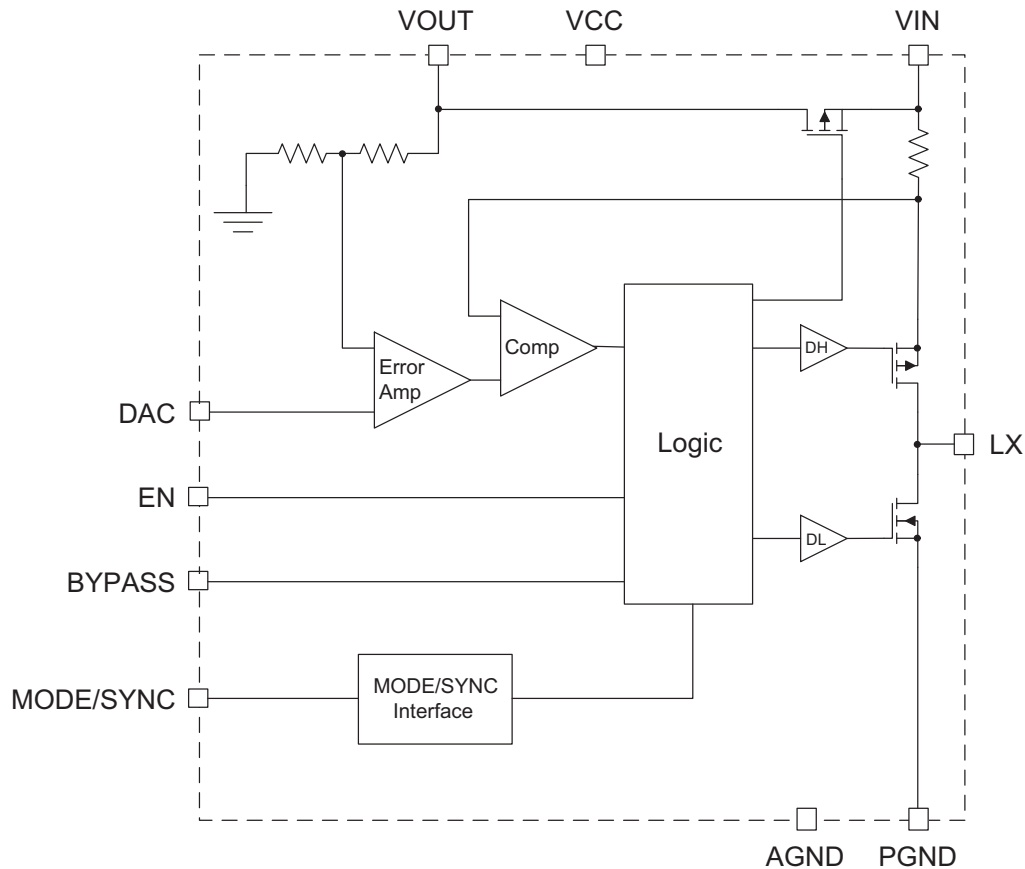 VOUT
VCC
VIN
Comp
DH
Error
Amp
DAC
Logic
LX
EN
DL
BYPASS
MODE/SYNC
MODE/SYNC
Interface
AGND
PGND